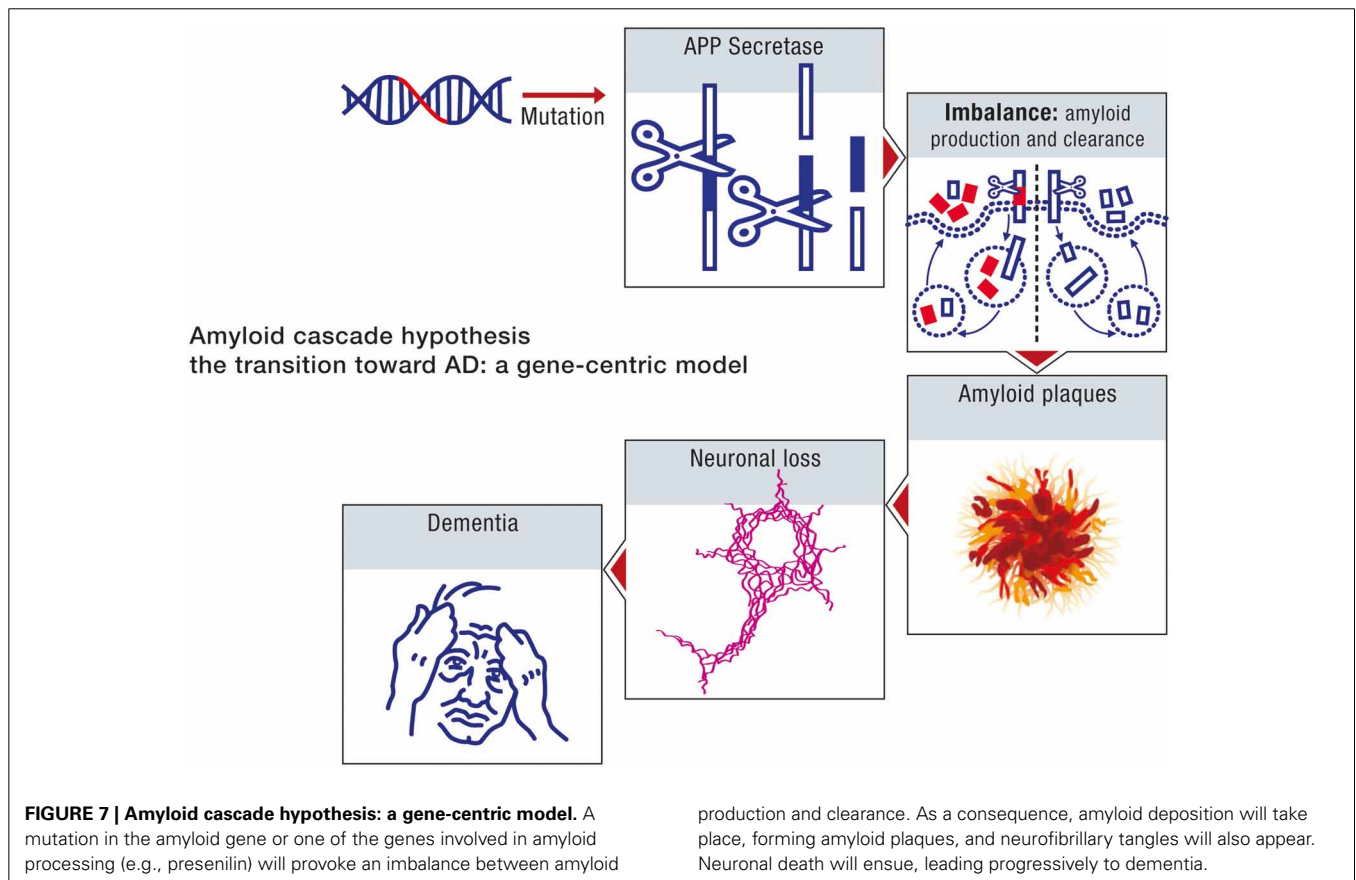 APP Secretase
Mutation
Imbalance: amyloid
production and clearance
Amyloid cascade hypothesis
the transition toward AD: a gene-centric model
Amyloid plaques
Neuronal loss
Dementia
FIGURE 7 | Amyloid cascade hypothesis: a gene-centric model. A
mutation in the amyloid gene or one of the genes involved in amyloid
processing (e.g., presenilin) will provoke an imbalance between amyloid
production and clearance. As a consequence, amyloid deposition will take
place, forming amyloid plaques, and neurofibrillary tangles will also appear.
Neuronal death will ensue, leading progressively to dementia.